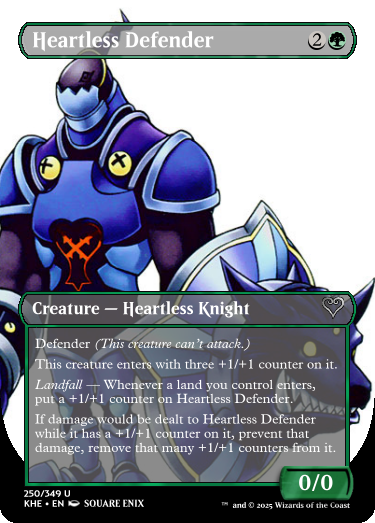 Heartless Defender 2
Creature — Heartless Knight
Defender (This creature can't attack.)
This creature enters with three +1/+1 counter on it.
Landfall — Whenever a land you control enters,
put a +1/+1 counter on Heartless Defender.
If damage would be dealt to Heartless Defender
while it has a +1/+1 counter on it, prevent that
damage, remove that many +1/+1 counters from it.
0/0
250/349 U
KHE • EN SQUARE ENIX
™ and © 2025 Wizards of the Coast